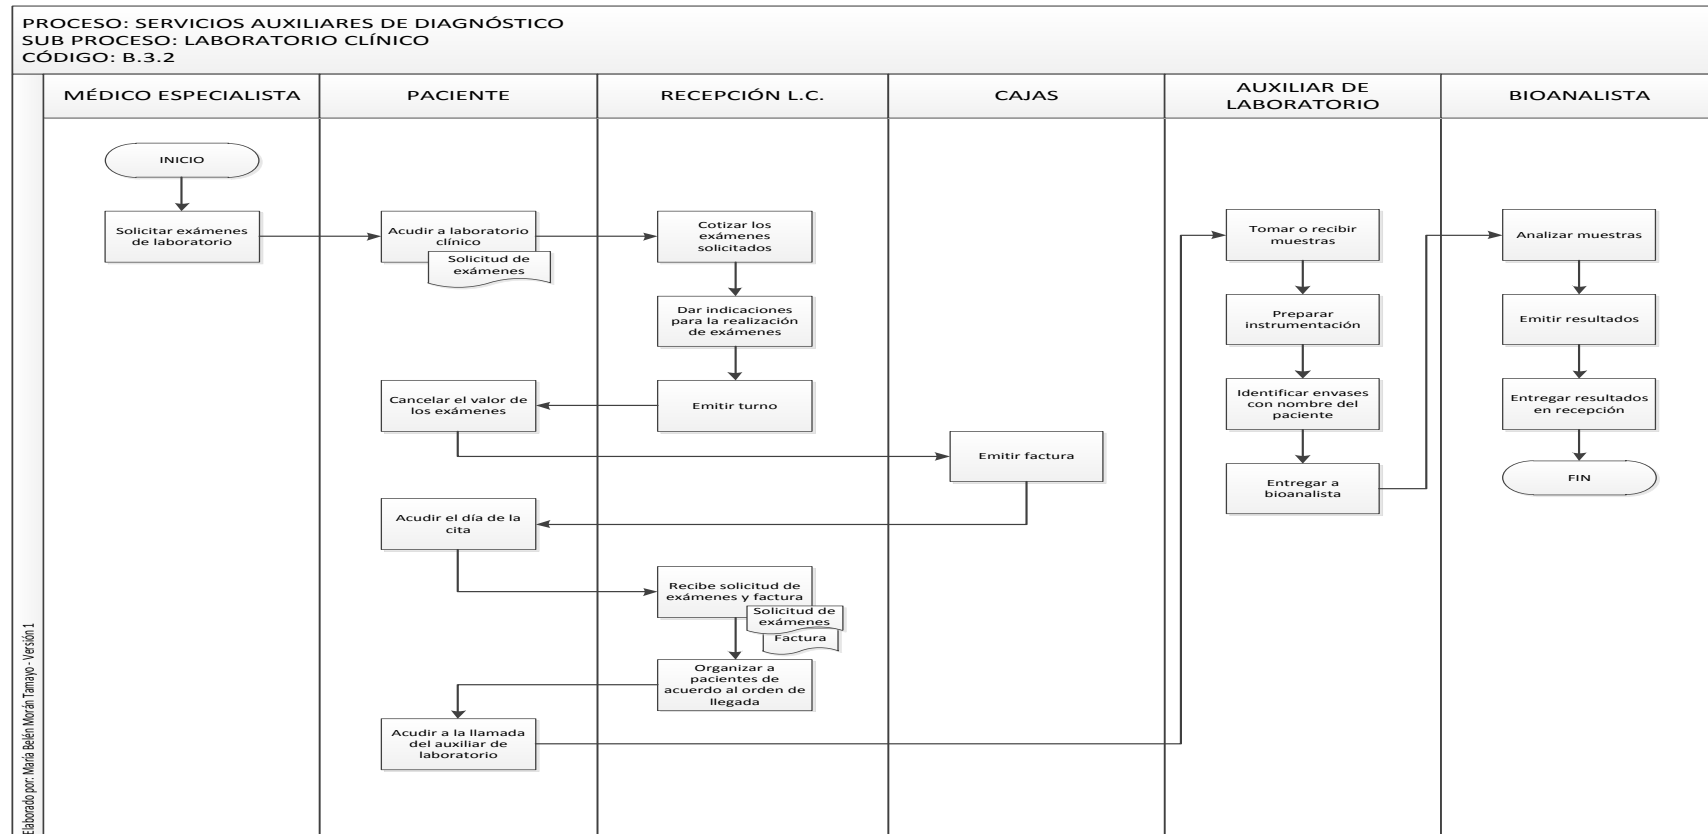 PROCESO: SERVICIOS AUXILIARES DE DIAGNÓSTICO
SUB PROCESO: LABORATORIO CLÍNICO
CÓDIGO: B.3.2
MÉDICO ESPECIALISTA
PACIENTE
RECEPCIÓN L.C.
CAJAS
AUXILIAR DE
LABORATORIO
BIOANALISTA
INICIO
Solicitar exámenes
de laboratorio
Acudir a laboratorio
clínico
Solicitud de
exámenes
Cotizar los
exámenes
solicitados
Dar indicaciones
para la realización
de exámenes
Emitir turno
Cancelar el valor de
los exámenes
Emitir factura
Acudir el día de la
cita
Recibe solicitud de
exámenes y factura
Solicitud de
exámenes
Factura
Organizar a
pacientes de
acuerdo al orden de
llegada
Acudir a la llamada
del auxiliar de
laboratorio
Tomar o recibir
muestras
Preparar
instrumentación
Identificar envases
con nombre del
paciente
Entregar a
bioanalista
Analizar muestras
Emitir resultados
Entregar resultados
en recepción
FIN
Elaborado por: María Belén Morán Tamayo - Versión 1